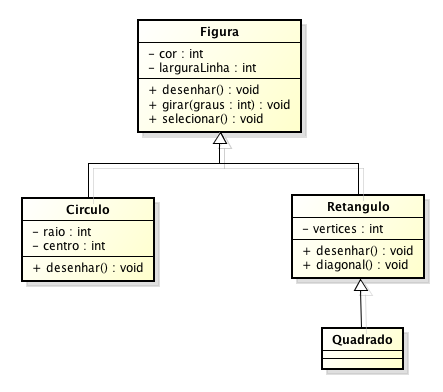 Figura
- cor : int
- larguraLinha : int
+ desenhar() : void
+ girar(graus : int) : void
+ selecionar() : void
Circulo
- raio : int
- centro : int
+ desenhar() : void
Retangulo
- vertices : int
+ desenhar() : void
+ diagonal() : void
Quadrado